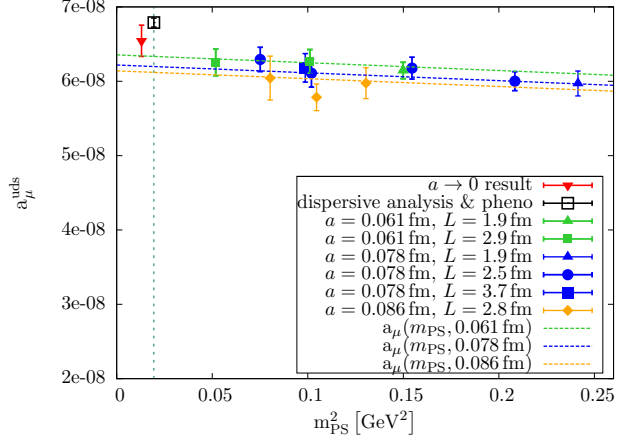 7e-08
6e-08
5e-08
4e-08
3e-08
2e-08
a_μ^uds
a → 0 result
dispersive analysis & pheno
a = 0.061 fm, L = 1.9 fm
a = 0.061 fm, L = 2.9 fm
a = 0.078 fm, L = 1.9 fm
a = 0.078 fm, L = 2.5 fm
a = 0.078 fm, L = 3.7 fm
a = 0.086 fm, L = 2.8 fm
a_μ(m_PS, 0.061 fm)
a_μ(m_PS, 0.078 fm)
a_μ(m_PS, 0.086 fm)
0 0.05 0.1 0.15 0.2 0.25
m_PS^2 [GeV^2]